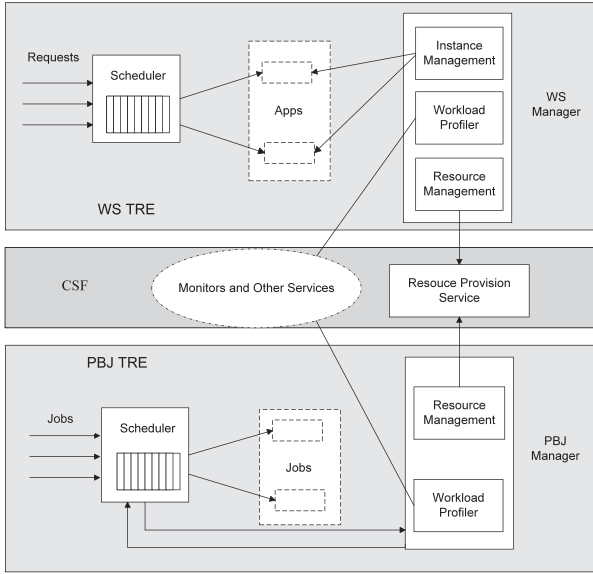 Requests
Scheduler
Apps
Instance
Management
Workload
Profiler
Resource
Management
WS
Manager
WS TRE
CSF
Monitors and Other Services
Resouce Provision
Service
PBJ TRE
Jobs
Scheduler
Jobs
Resource
Management
Workload
Profiler
PBJ
Manager